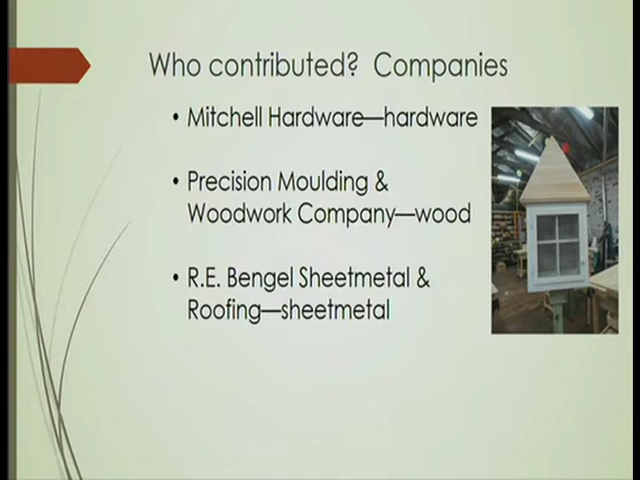 Who contributed?  Companies
• Mitchell Hardware—hardware
• Precision Moulding &
Woodwork Company—wood
• R.E. Bengel Sheetmetal &
Roofing—sheetmetal